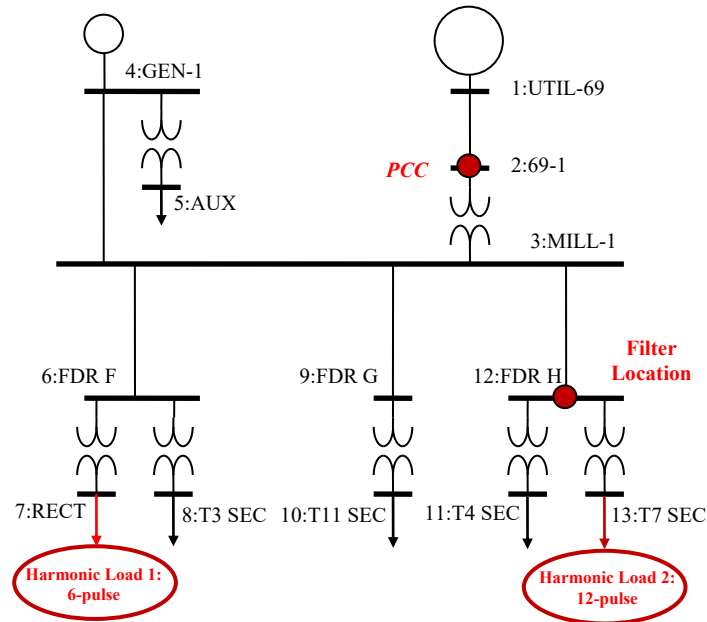 4:GEN-1
1:UTIL-69
PCC
2:69-1
5:AUX
3:MILL-1
6:FDR F
9:FDR G
12:FDR H
Filter
Location
7:RECT
8:T3 SEC
10:T11 SEC
11:T4 SEC
13:T7 SEC
Harmonic Load 1:
6-pulse
Harmonic Load 2:
12-pulse